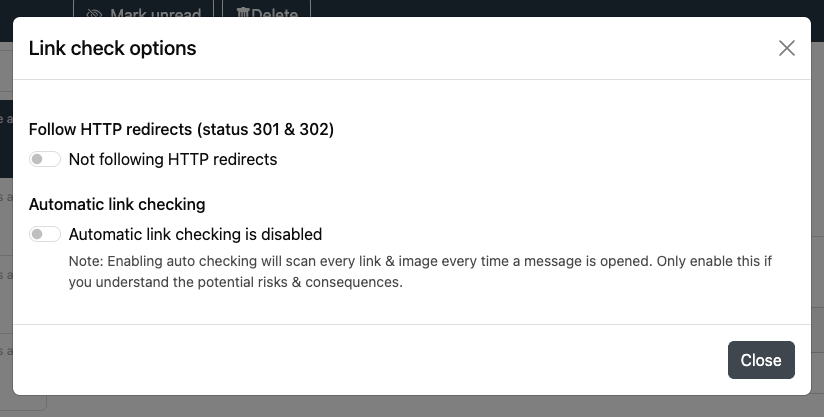 Mark unread
Delete
Link check options
Follow HTTP redirects (status 301 & 302)
Not following HTTP redirects
Automatic link checking
Automatic link checking is disabled
Note: Enabling auto checking will scan every link & image every time a message is opened. Only enable this if
you understand the potential risks & consequences.
Close